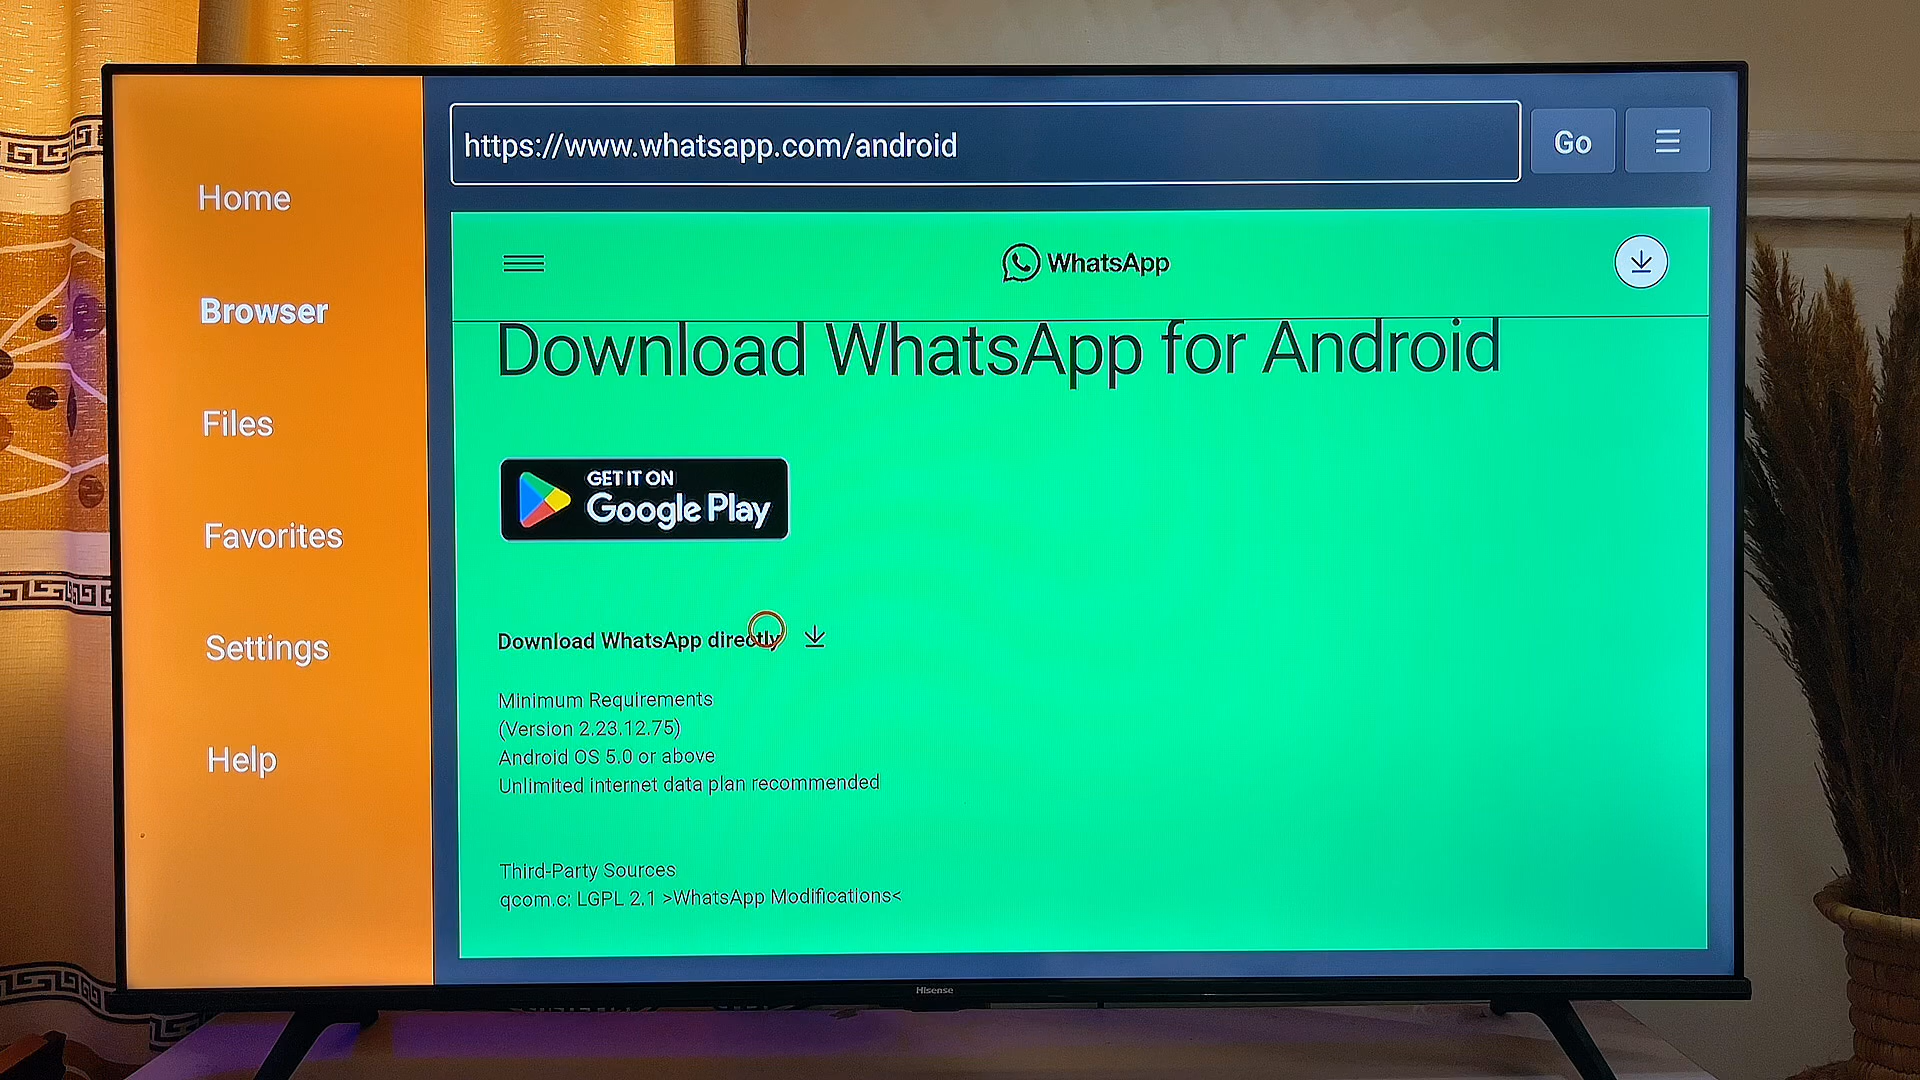 Home
Browser
Files
Favorites
Settings
Help
https://www.whatsapp.com/android
Go
WhatsApp
Download WhatsApp for Android
GET IT ON
Google Play
Download WhatsApp directly
Minimum Requirements
(Version 2.23.12.75)
Android OS 5.0 or above
Unlimited internet data plan recommended
Third-Party Sources
qcom.c: LGPL 2.1 >WhatsApp Modifications<
Hisense